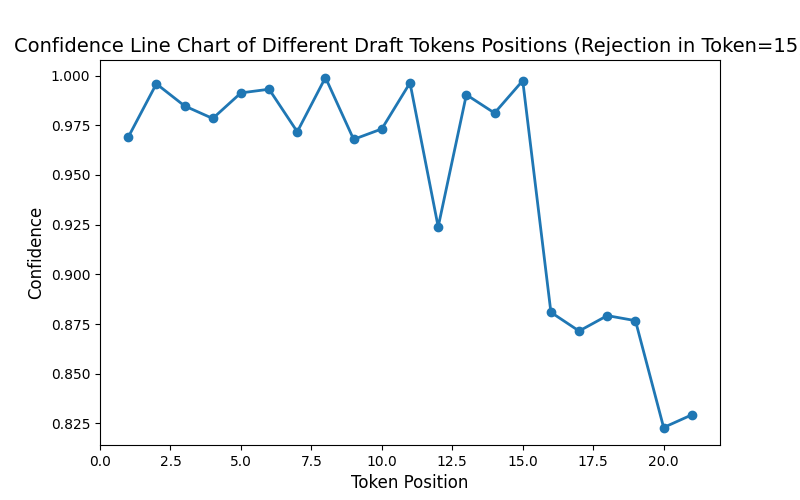 Confidence Line Chart of Different Draft Tokens Positions (Rejection in Token=15
1.000
0.975
0.950
0.925
0.900
0.875
0.850
0.825
Confidence
0.0 2.5 5.0 7.5 10.0 12.5 15.0 17.5 20.0
Token Position